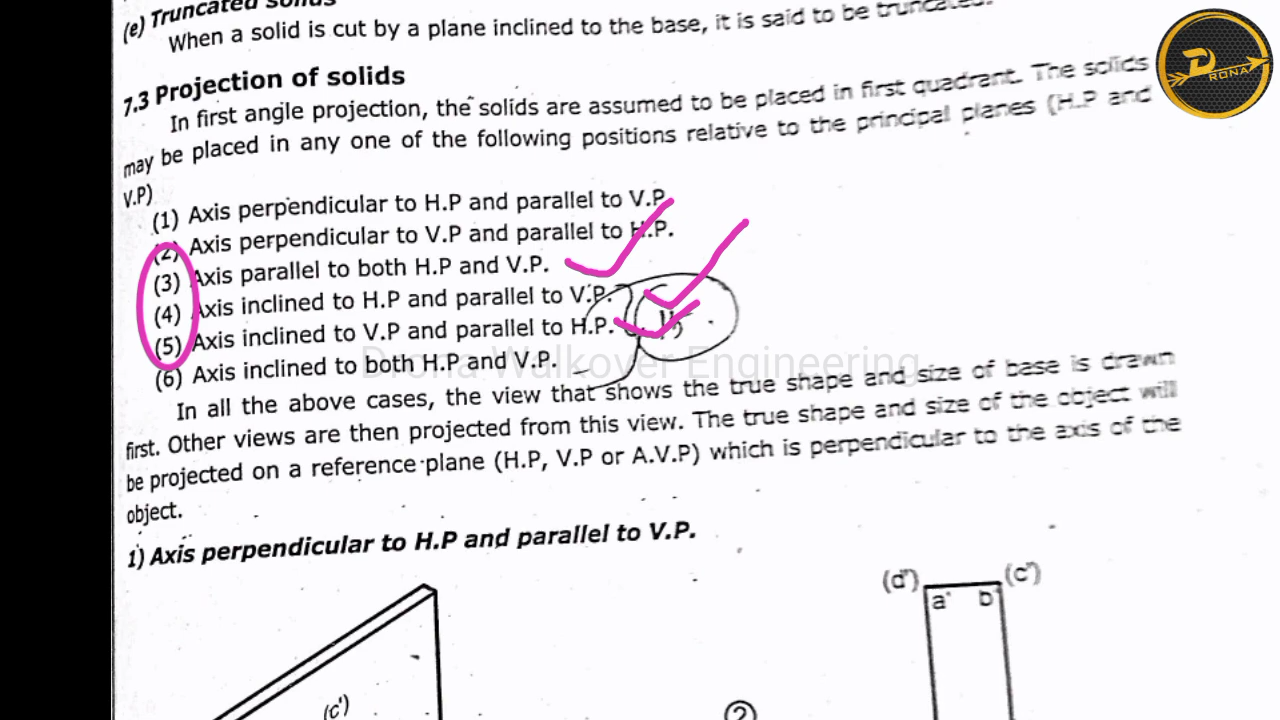 (e) Truncated solids
When a solid is cut by a plane inclined to the base, it is said to be truncated.
7.3 Projection of solids
In first angle projection, the solids are assumed to be placed in first quadrant. The solids
may be placed in any one of the following positions relative to the principal planes (H.P and
V.P)
(1) Axis perpendicular to H.P and parallel to V.P.
(2) Axis perpendicular to V.P and parallel to H.P.
(3) Axis parallel to both H.P and V.P.
(4) Axis inclined to H.P and parallel to V.P.
(5) Axis inclined to V.P and parallel to H.P.
(6) Axis inclined to both H.P and V.P.
Drona Walkover Engineering
In all the above cases, the view that shows the true shape and size of base is drawn
first. Other views are then projected from this view. The true shape and size of the object will
be projected on a reference plane (H.P, V.P or A.V.P) which is perpendicular to the axis of the
object.
1) Axis perpendicular to H.P and parallel to V.P.
(d') (c')
a' b'
(c')
2
DRONA